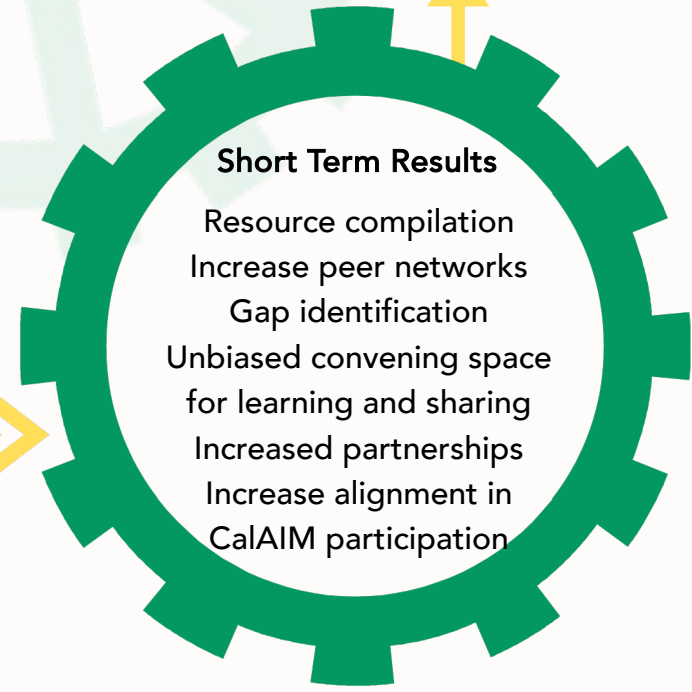 Short Term Results
Resource compilation
Increase peer networks
Gap identification
Unbiased convening space
for learning and sharing
Increased partnerships
Increase alignment in
CalAIM participation